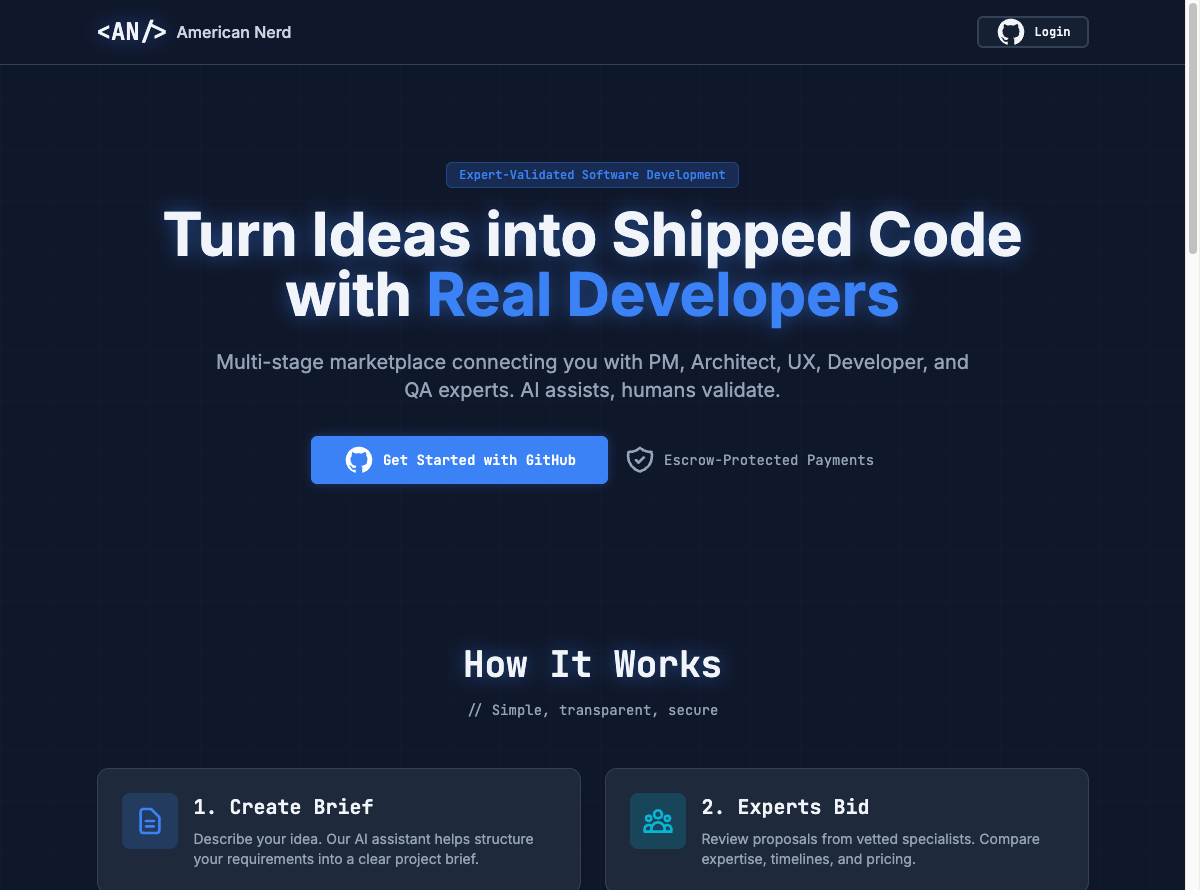 <AN/> American Nerd
Login
Expert-Validated Software Development
Turn Ideas into Shipped Code
with Real Developers
Multi-stage marketplace connecting you with PM, Architect, UX, Developer, and
QA experts. AI assists, humans validate.
Get Started with GitHub
Escrow-Protected Payments
How It Works
// Simple, transparent, secure
1. Create Brief
Describe your idea. Our AI assistant helps structure
your requirements into a clear project brief.
2. Experts Bid
Review proposals from vetted specialists. Compare
expertise, timelines, and pricing.